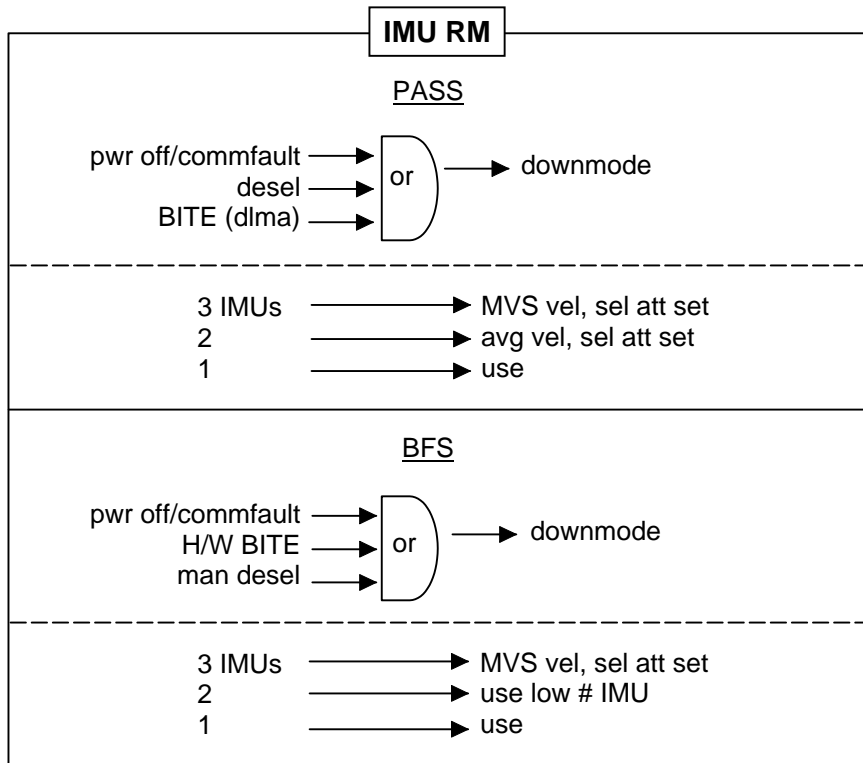 IMU RM
PASS
pwr off/commfault
desel
BITE (dlma)
or
downmode
3 IMUs MVS vel, sel att set
2 avg vel, sel att set
1 use
BFS
pwr off/commfault
H/W BITE
man desel
or
downmode
3 IMUs MVS vel, sel att set
2 use low # IMU
1 use